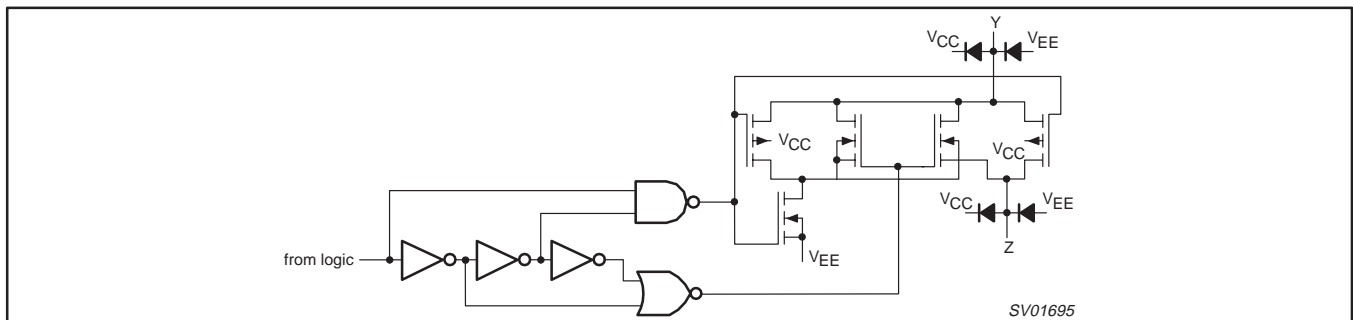 Y
VCC VEE
VCC VCC
VCC VEE
VEE
from logic
Z
SV01695